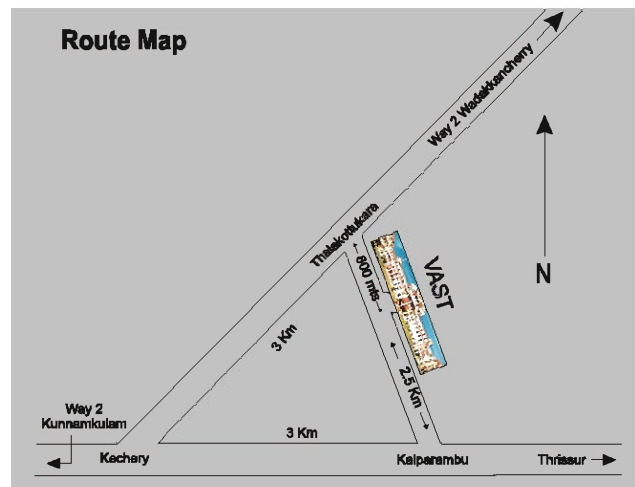 Route Map
Way 2 Wadakkancherry
Thalakottukara
800 mts
VAST
N
3 Km
2.5 Km
Way 2
Kunnamkulam
3 Km
Kechery
Kaiparambu
Thrissur